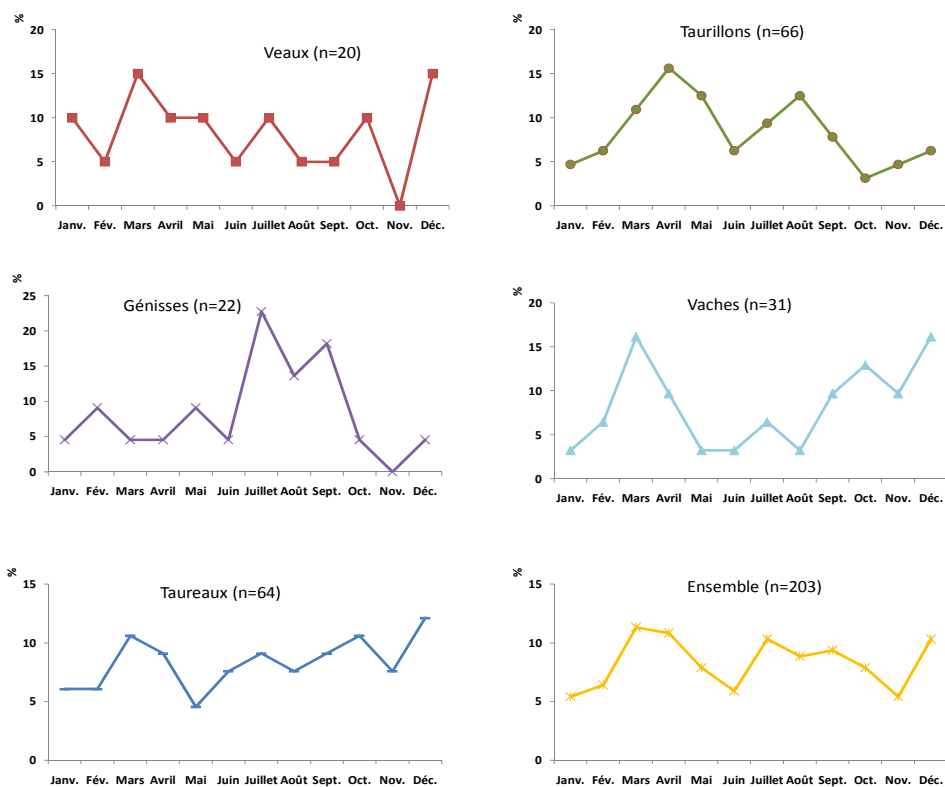 %
Veaux (n=20)
20
15
10
5
0
Janv. Fév. Mars Avril Mai Juin Juillet Août Sept. Oct. Nov. Déc.
%
Taurillons (n=66)
20
15
10
5
0
Janv. Fév. Mars Avril Mai Juin Juillet Août Sept. Oct. Nov. Déc.
%
Génisses (n=22)
25
20
15
10
5
0
Janv. Fév. Mars Avril Mai Juin Juillet Août Sept. Oct. Nov. Déc.
%
Vaches (n=31)
20
15
10
5
0
Janv. Fév. Mars Avril Mai Juin Juillet Août Sept. Oct. Nov. Déc.
%
Taureaux (n=64)
15
10
5
0
Janv. Fév. Mars Avril Mai Juin Juillet Août Sept. Oct. Nov. Déc.
%
Ensemble (n=203)
15
10
5
0
Janv. Fév. Mars Avril Mai Juin Juillet Août Sept. Oct. Nov. Déc.